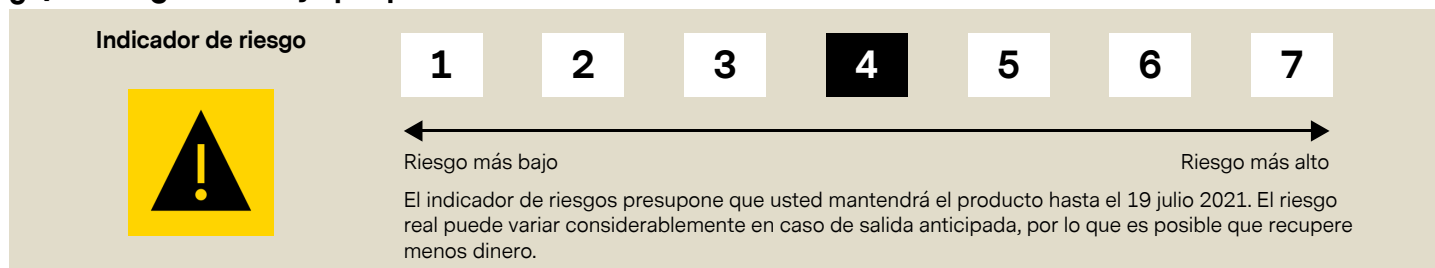 Indicador de riesgo
1 2 3 4 5 6 7
Riesgo más bajo Riesgo más alto
El indicador de riesgos presupone que usted mantendrá el producto hasta el 19 julio 2021. El riesgo
real puede variar considerablemente en caso de salida anticipada, por lo que es posible que recupere
menos dinero.